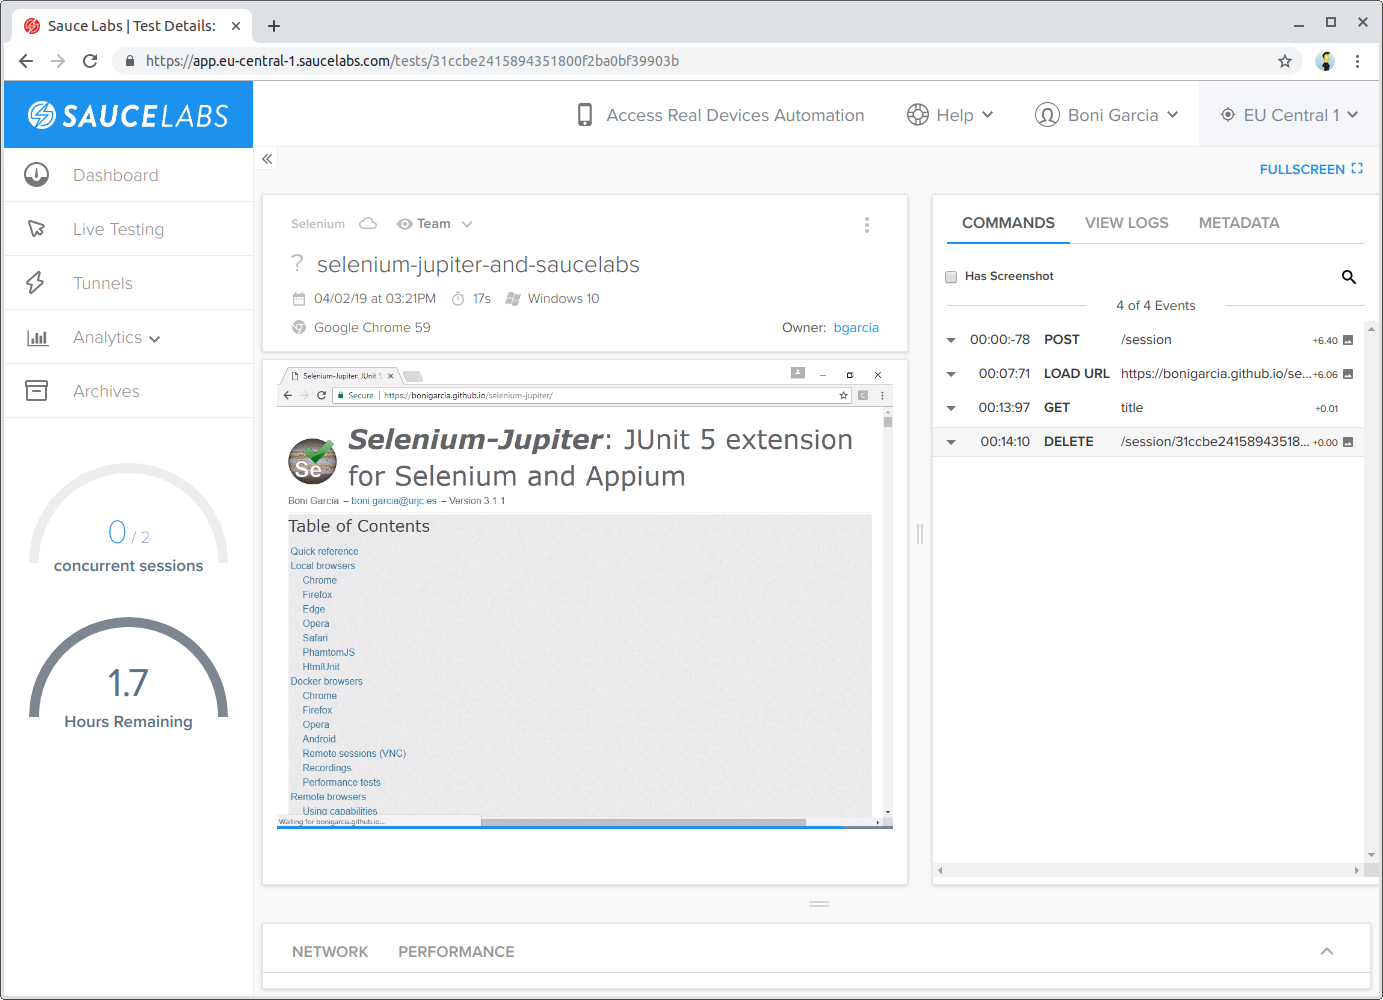 Sauce Labs | Test Details:
https://app.eu-central-1.saucelabs.com/tests/31ccbe2415894351800f2ba0bf39903b
SAUCELABS
Access Real Devices Automation
Help
Boni Garcia
EU Central 1
Dashboard
Live Testing
Tunnels
Analytics
Archives
0 / 2
concurrent sessions
1.7
Hours Remaining
FULLSCREEN
Selenium
Team
? selenium-jupiter-and-saucelabs
04/02/19 at 03:21PM 17s Windows 10
Google Chrome 59
Owner: bgarcia
Selenium-Jupiter: JUnit 5
Secure | https://bonigarcia.github.io/selenium-jupiter/
Se
Selenium-Jupiter: JUnit 5 extension
for Selenium and Appium
Boni García – boni.garcia@urjc.es – Version 3.1.1
Table of Contents
Quick reference
Local browsers
Chrome
Firefox
Edge
Opera
Safari
PhamtomJS
HtmlUnit
Docker browsers
Chrome
Firefox
Opera
Android
Remote sessions (VNC)
Recordings
Performance tests
Remote browsers
Using capabilities
Waiting for bonigarcia.github.io...
COMMANDS VIEW LOGS METADATA
Has Screenshot
4 of 4 Events
00:00:-78 POST /session +6.40
00:07:71 LOAD URL https://bonigarcia.github.io/se... +6.06
00:13:97 GET title +0.01
00:14:10 DELETE /session/31ccbe24158943518... +0.00
NETWORK PERFORMANCE